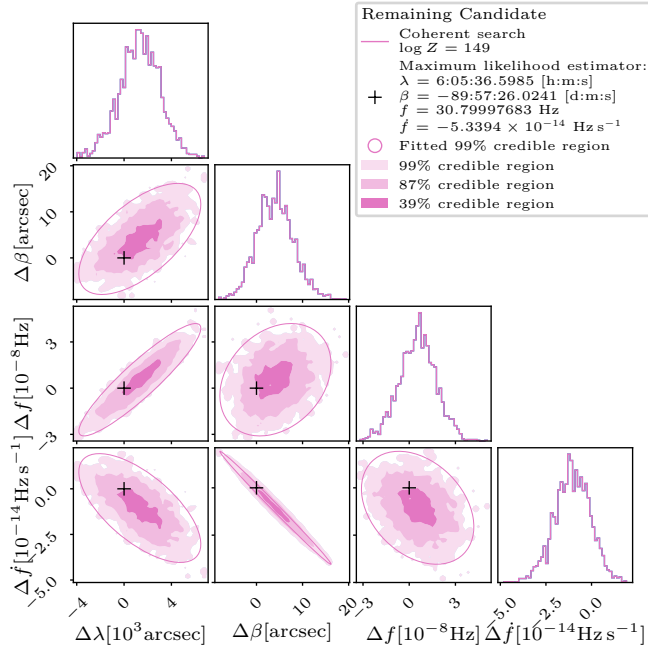 Remaining Candidate
Coherent search
log Z = 149
Maximum likelihood estimator:
λ = 6:05:36.5985 [h:m:s]
β = −89:57:26.0241 [d:m:s]
f = 30.79997683 Hz
ḟ = −5.3394 × 10⁻¹⁴ Hz s⁻¹
Fitted 99% credible region
99% credible region
87% credible region
39% credible region
20
10
0
Δβ[arcsec]
3
0
−3
Δf[10⁻⁸Hz]
0.0
−2.5
−5.0
Δḟ[10⁻¹⁴Hz s⁻¹]
−4
0
4
0
10
20
−3
0
3
−5.0
−2.5
0.0
Δλ[10³arcsec]
Δβ[arcsec]
Δf[10⁻⁸Hz]
Δḟ[10⁻¹⁴Hz s⁻¹]